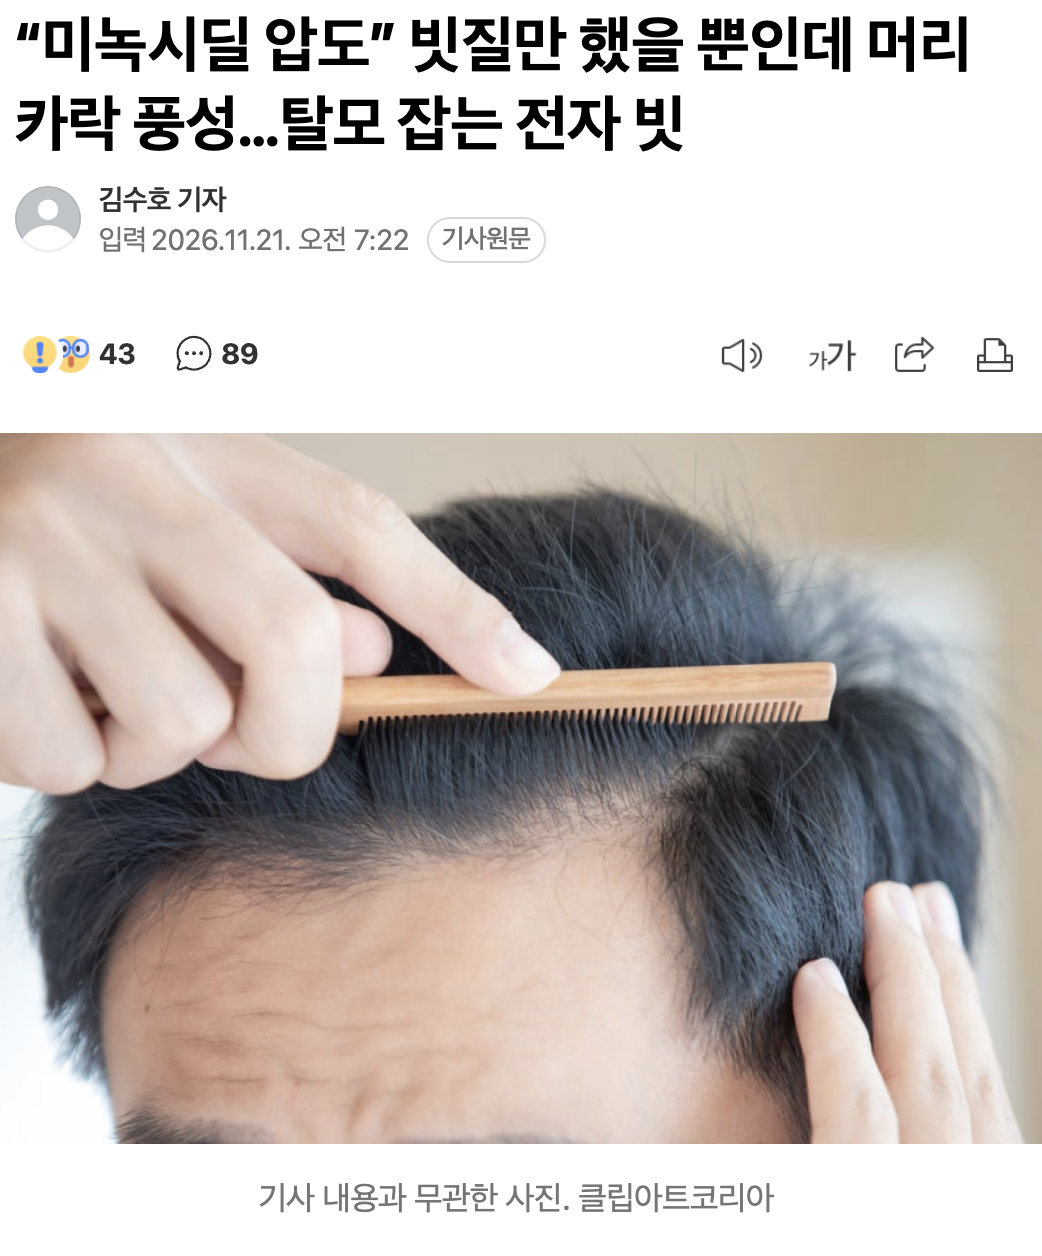 “미녹시딜 압도” 빗질만 했을 뿐인데 머리
카락 풍성...탈모 잡는 전자 빗
김수호 기자
입력 2026.11.21. 오전 7:22 기사원문
43 89 가가
기사 내용과 무관한 사진. 클립아트코리아